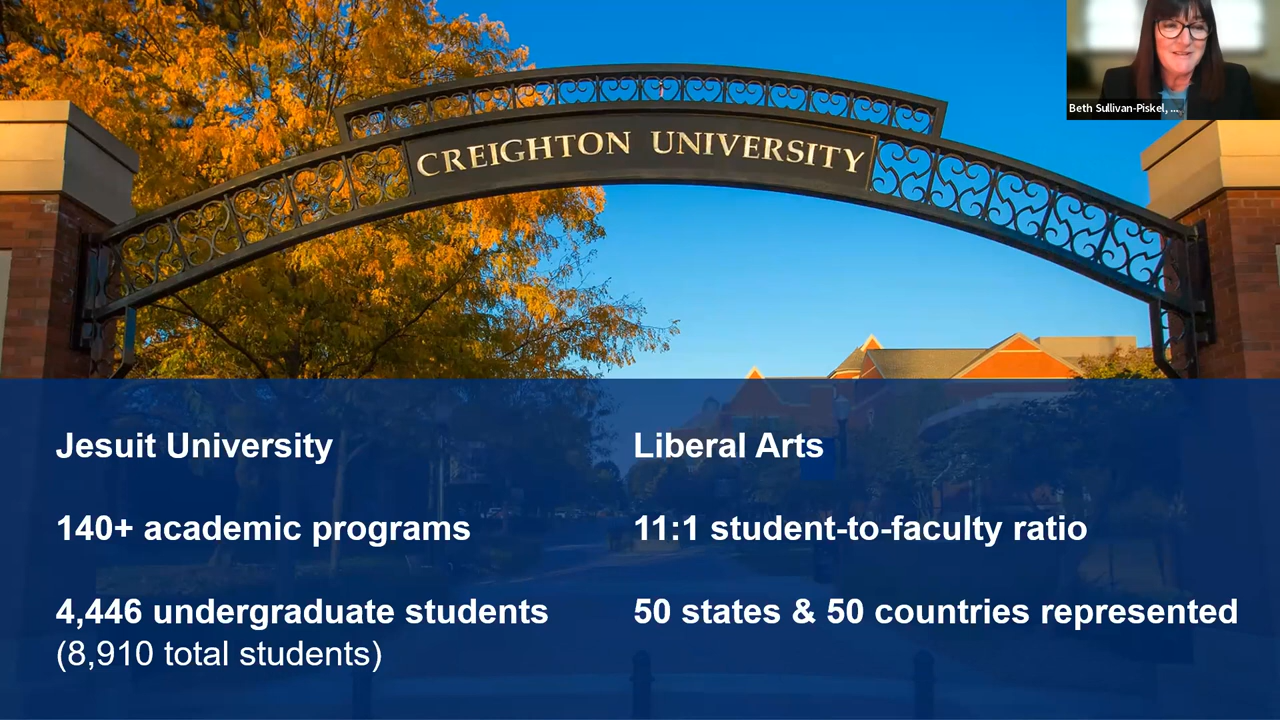 CREIGHTON UNIVERSITY
Beth Sullivan-Piskel, ...
Jesuit University
Liberal Arts
140+ academic programs
11:1 student-to-faculty ratio
4,446 undergraduate students
(8,910 total students)
50 states & 50 countries represented